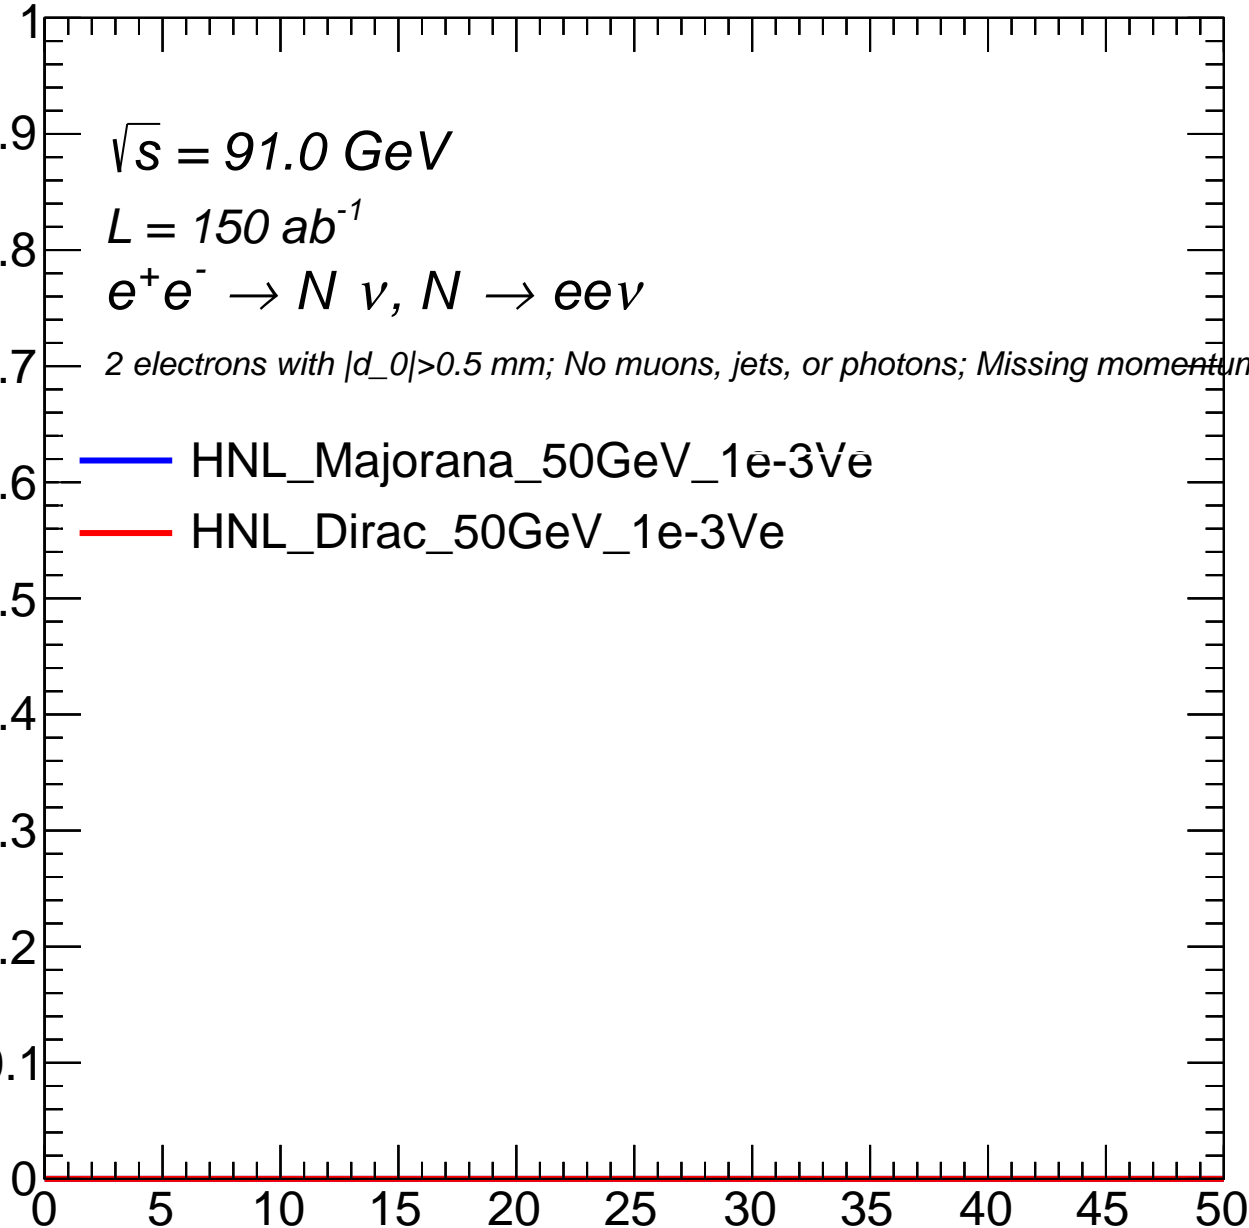 1
.9
√s = 91.0 GeV
.8
L = 150 ab⁻¹
e⁺e⁻ → N ν, N → eeν
.7
2 electrons with |d_0|>0.5 mm; No muons, jets, or photons; Missing momentum
HNL_Majorana_50GeV_1e-3Ve
.6
HNL_Dirac_50GeV_1e-3Ve
.5
.4
.3
.2
0.1
0
0 5 10 15 20 25 30 35 40 45 50